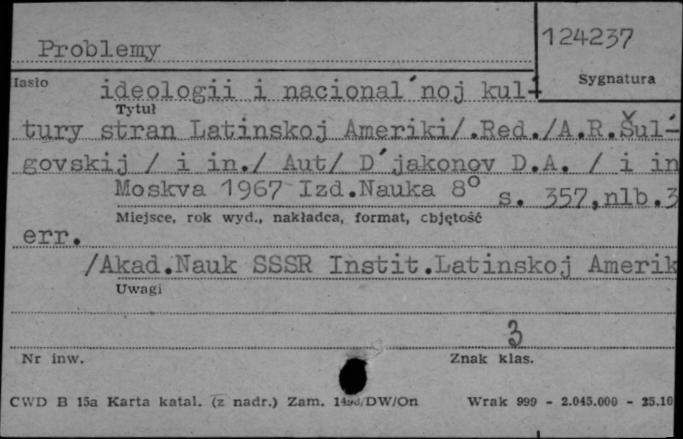 Problemy
124237
Hasło
Sygnatura
ideologii i nacional´noj kul-
Tytuł
tury stran Latinskoj Ameriki/.Red./A.R.Šul-
govskij / i in./ Aut/ D´jakonov D.A. / i in
Moskva 1967 Izd.Nauka 8° s. 357,nlb.3
Miejsce, rok wyd., nakładca, format, objętość
err.
/Akad.Nauk SSSR Instit.Latinskoj Amerik
Uwagi
3
Nr inw.
Znak klas.
CWD B 15a Karta katal. (z nadr.) Zam. DW/On
Wrak 999 - 2.045.000 - 25.10